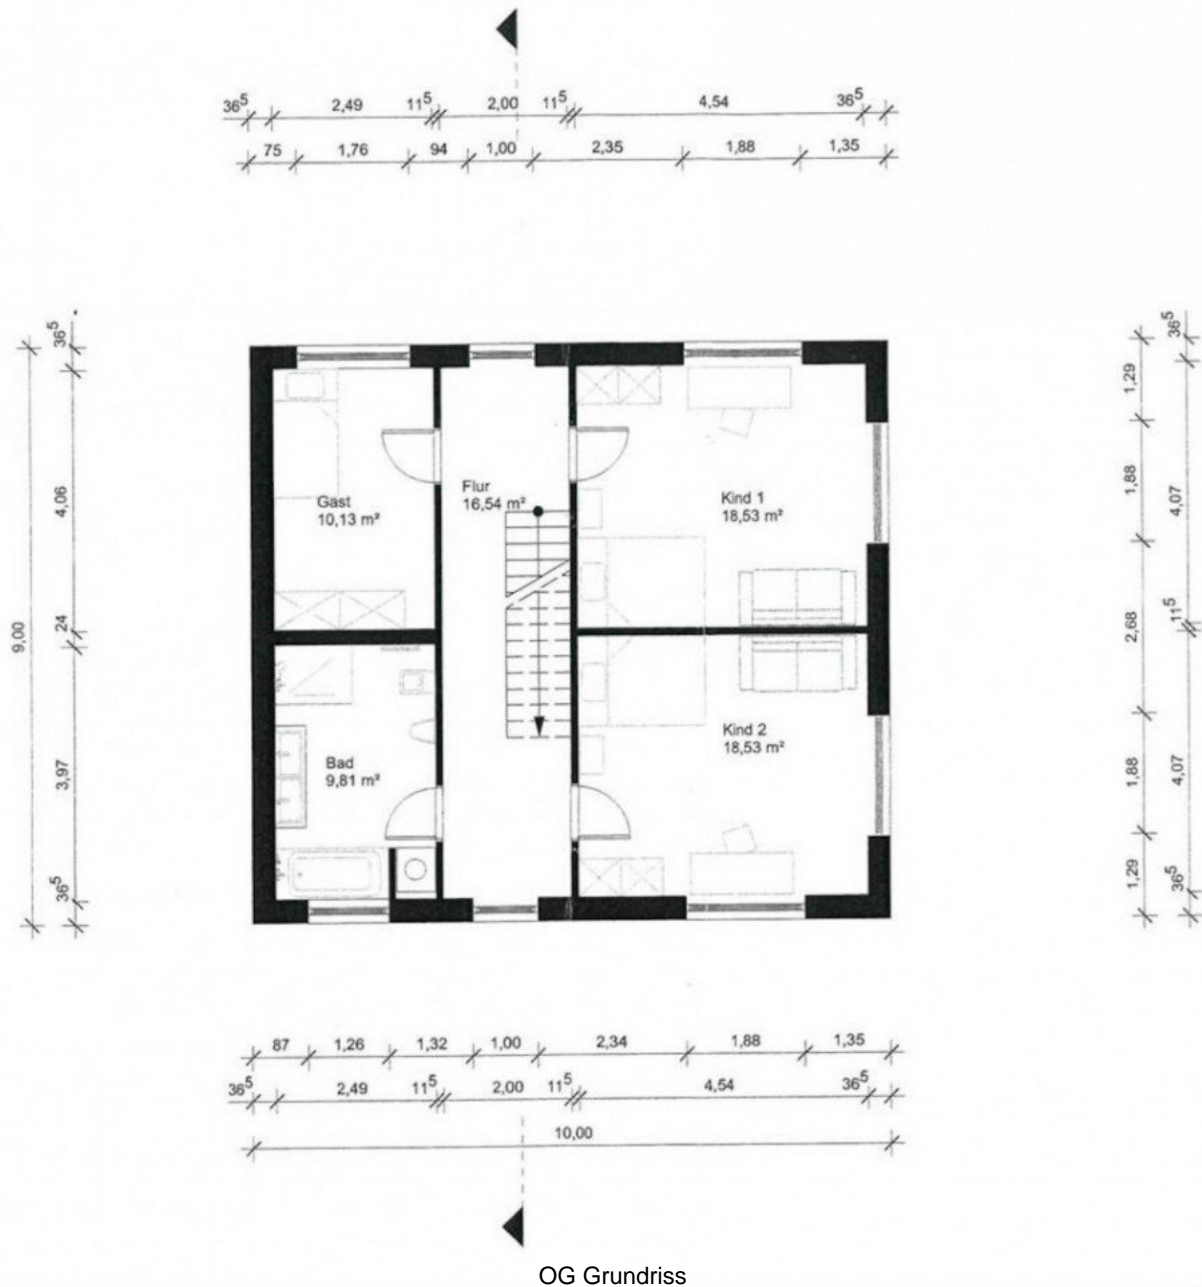 36⁵ 2,49 11⁵ 2,00 11⁵ 4,54 36⁵
75 1,76 94 1,00 2,35 1,88 1,35
9,00
36⁵
4,06
24
3,97
36⁵
Gast
10,13 m²
Flur
16,54 m²
Kind 1
18,53 m²
Bad
9,81 m²
Kind 2
18,53 m²
1,29
1,88
2,68
1,88
1,29
36⁵
4,07
11⁵
4,07
36⁵
87 1,26 1,32 1,00 2,34 1,88 1,35
36⁵ 2,49 11⁵ 2,00 11⁵ 4,54 36⁵
10,00
OG Grundriss